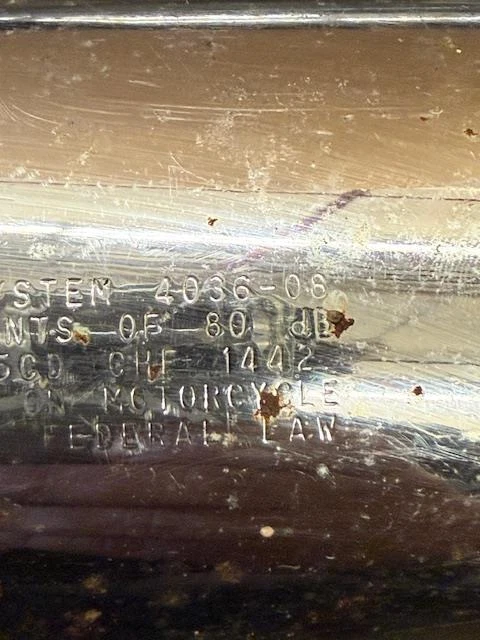 YSTEM 4036-08
NTS OF 80 dB
5CD CHF 1442
ON MOTORCYCLE
FEDERAL LAW